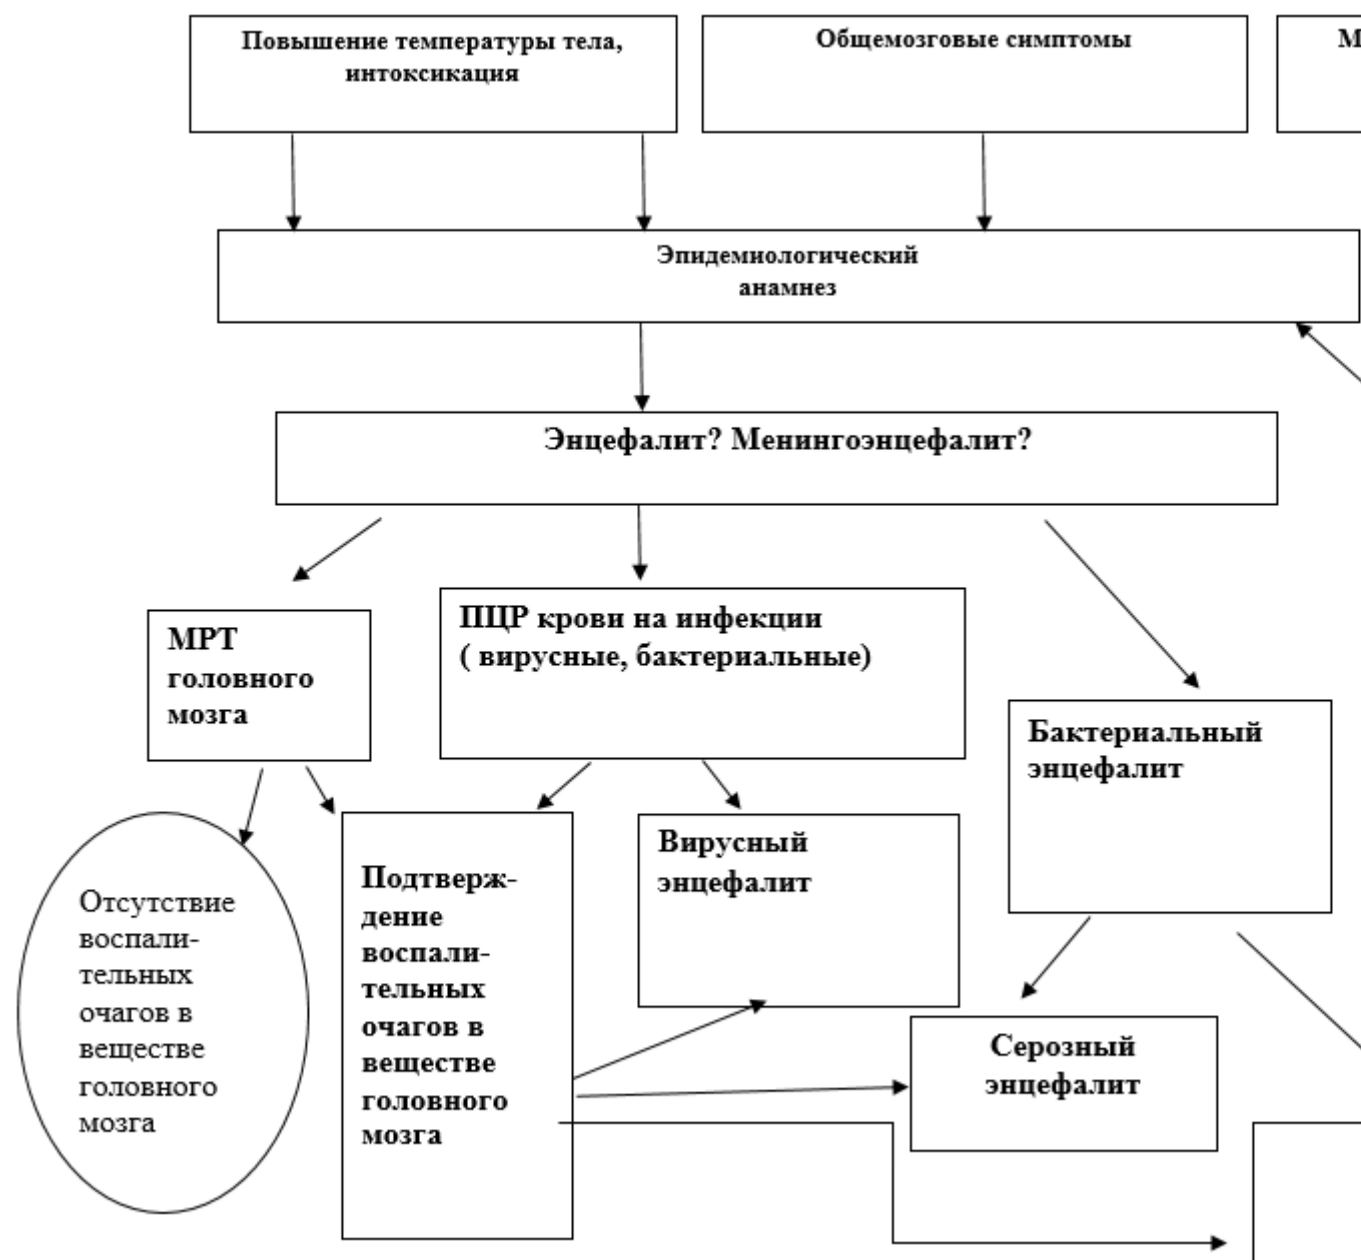 Повышение температуры тела,
интоксикация
Общемозговые симптомы
М
Эпидемиологический
анамнез
Энцефалит? Менингоэнцефалит?
МРТ
головного
мозга
ПЦР крови на инфекции
( вирусные, бактериальные)
Бактериальный
энцефалит
Отсутствие
воспали-
тельных
очагов в
веществе
головного
мозга
Подтверж-
дение
воспали-
тельных
очагов в
веществе
головного
мозга
Вирусный
энцефалит
Серозный
энцефалит